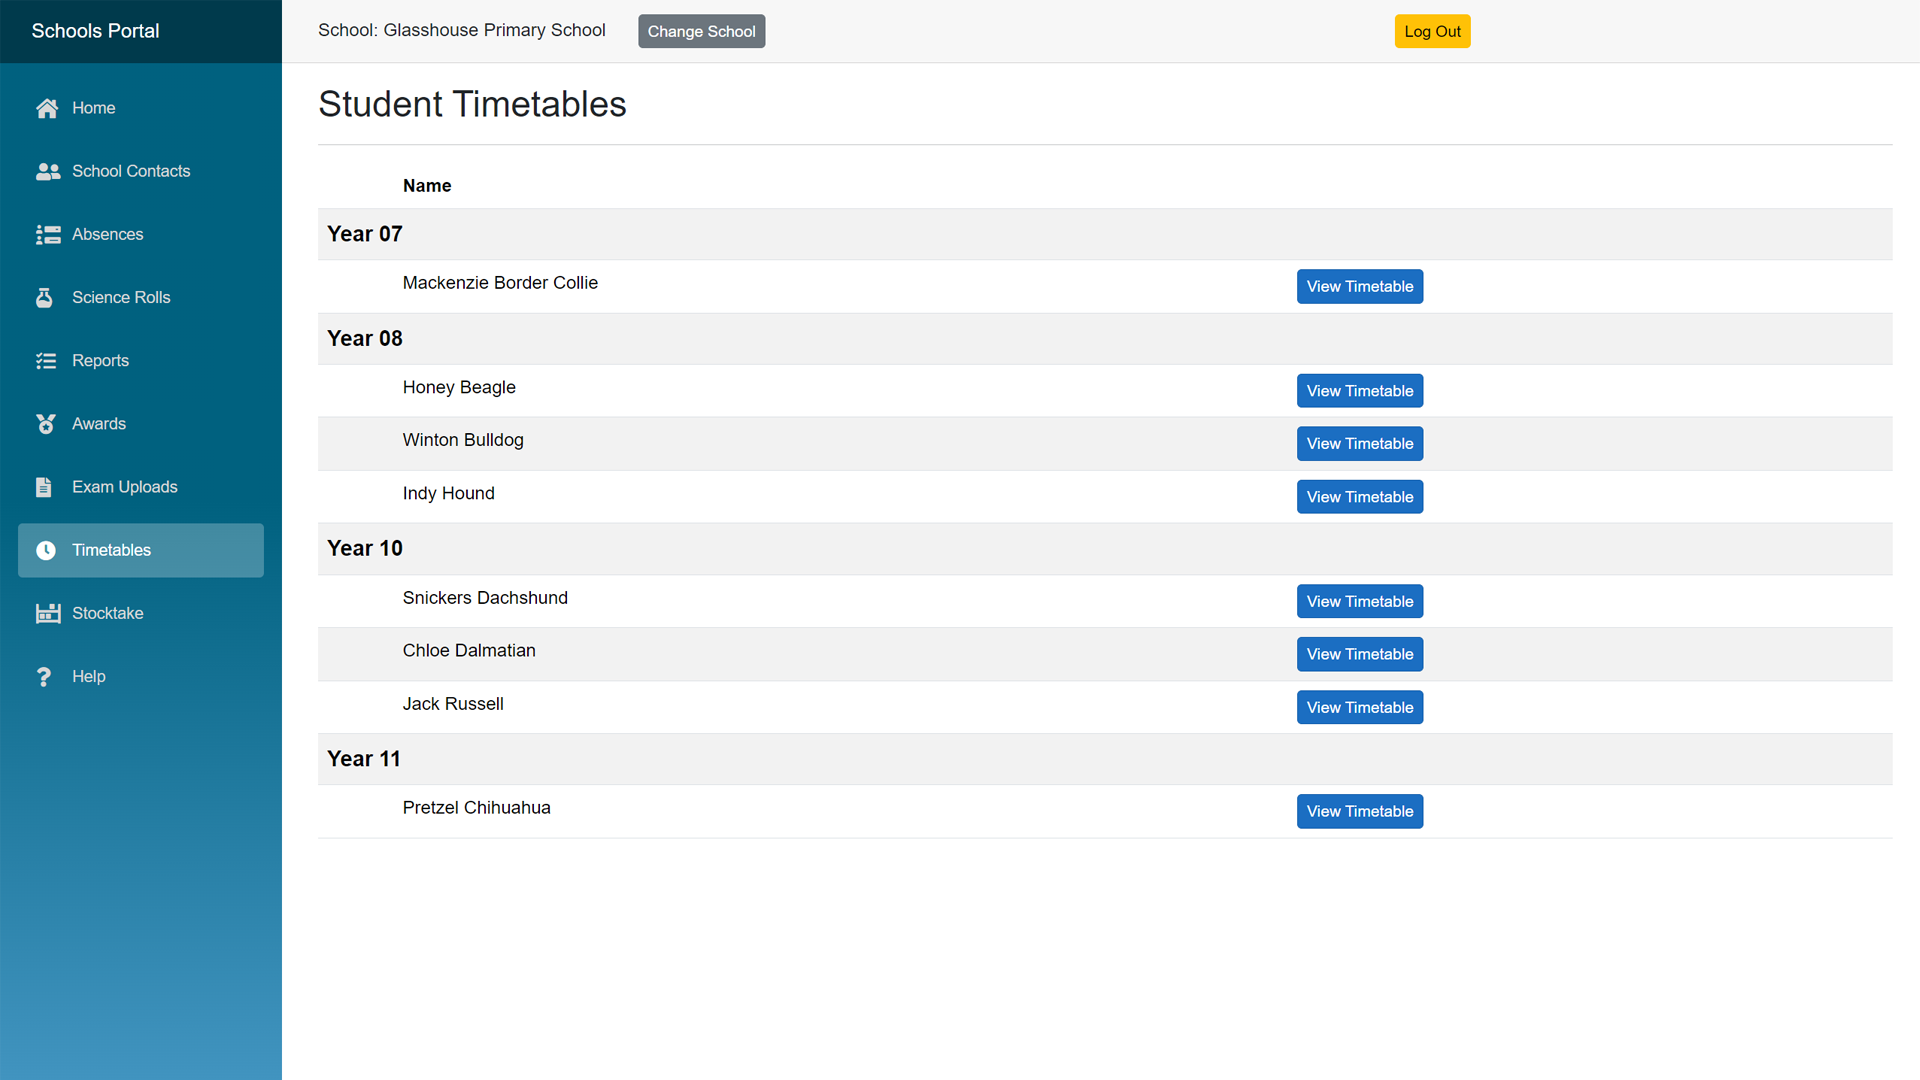 Schools Portal
School: Glasshouse Primary School
Change School
Log Out
Home
School Contacts
Absences
Science Rolls
Reports
Awards
Exam Uploads
Timetables
Stocktake
Help
Student Timetables
Name
Year 07
Mackenzie Border Collie View Timetable
Year 08
Honey Beagle View Timetable
Winton Bulldog View Timetable
Indy Hound View Timetable
Year 10
Snickers Dachshund View Timetable
Chloe Dalmatian View Timetable
Jack Russell View Timetable
Year 11
Pretzel Chihuahua View Timetable